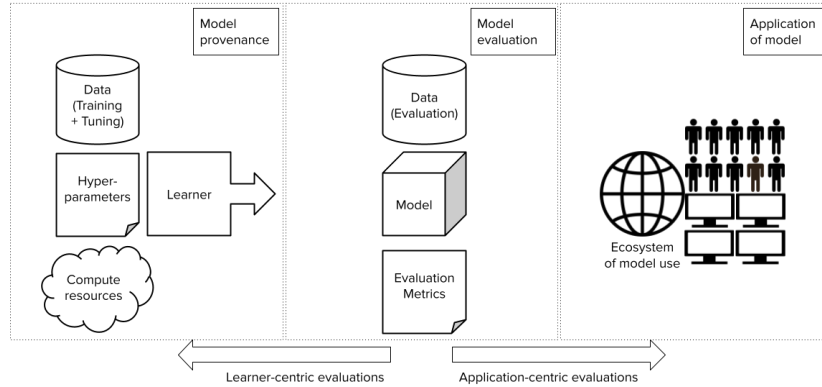 Model
provenance
Data
(Training
+ Tuning)
Hyper-
parameters
Learner
Compute
resources
Model
evaluation
Data
(Evaluation)
Model
Evaluation
Metrics
Application
of model
Ecosystem
of model use
Learner-centric evaluations
Application-centric evaluations